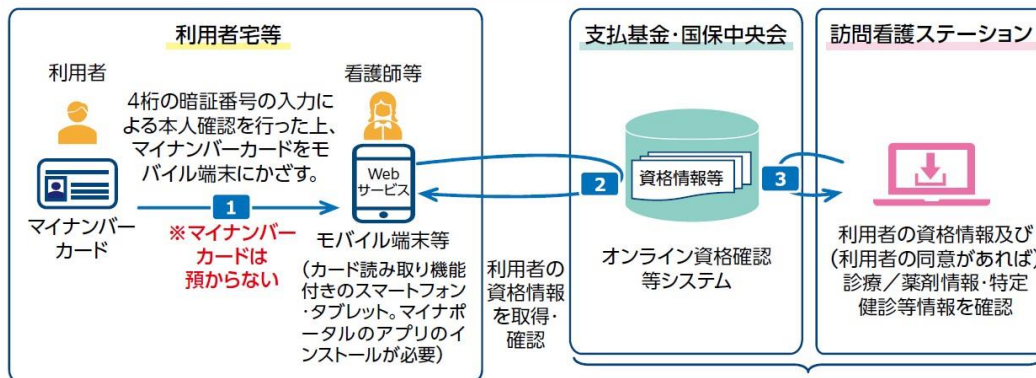 利用者宅等
利用者
看護師等
4桁の暗証番号の入力に
よる本人確認を行った上、
マイナンバーカードをモ
バイル端末にかざす。
Web
サービス
1
マイナンバー
カード
※マイナンバー
カードは
預からない
モバイル端末等
(カード読み取り機能
付きのスマートフォン
・タブレット。マイナポ
ータルのアプリのイ
ンストールが必要)
2
利用者の
資格情報
を取得・
確認
支払基金・国保中央会
資格情報等
オンライン資格確認
等システム
3
訪問看護ステーション
利用者の資格情報及び
(利用者の同意があれば)
診療／薬剤情報・特定
健診等情報を確認